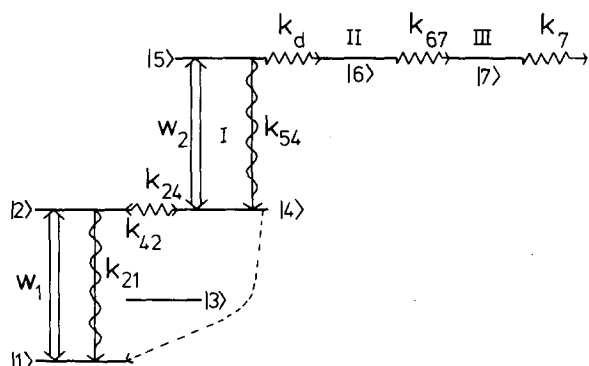 k_d II k_67 III k_7
|5⟩ |6⟩ |7⟩
w_2 I k_54
k_24
|2⟩ |4⟩
k_42
w_1 k_21
|3⟩
|1⟩